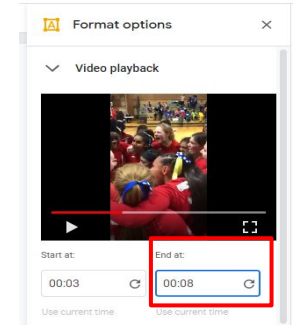 Format options
Video playback
Start at: End at:
00:03 00:08
Use current time Use current time